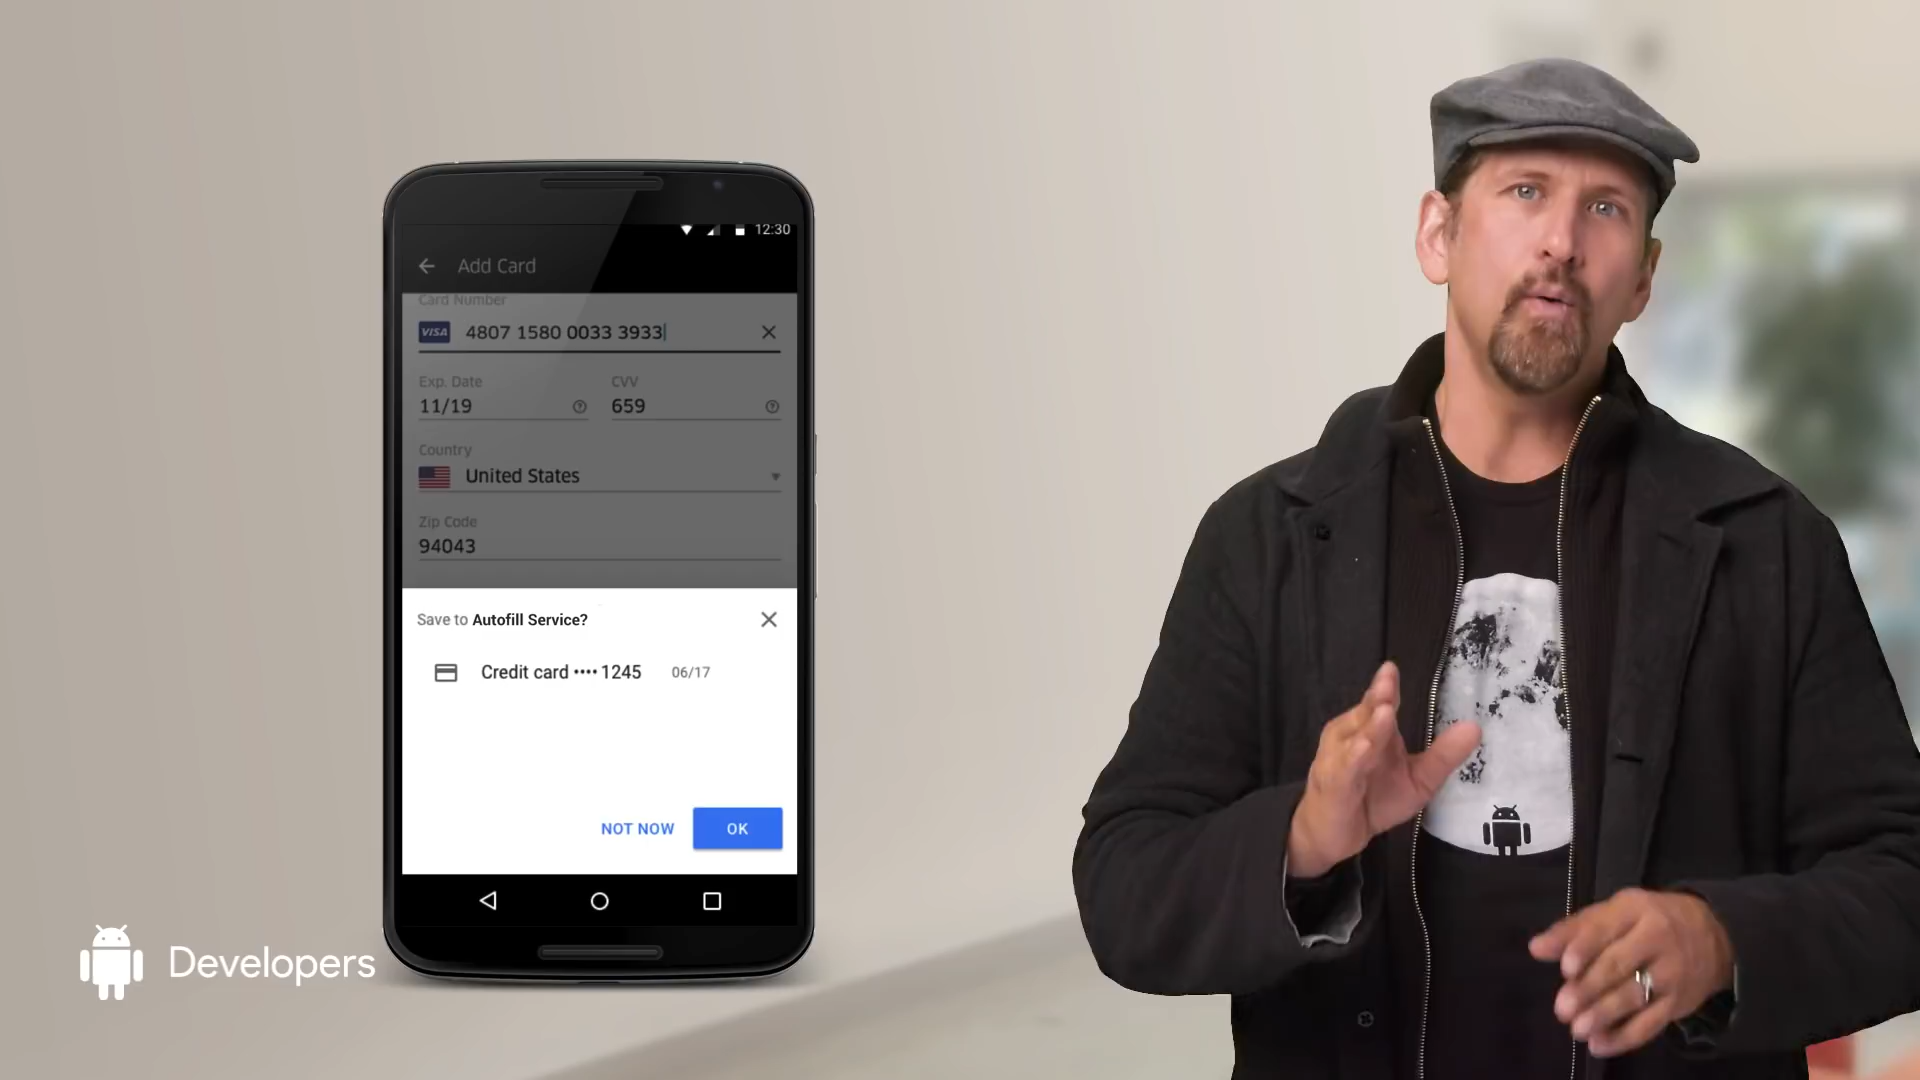 12:30
Add Card
Card Number
VISA 4807 1580 0033 3933
Exp. Date CVV
11/19 659
Country
United States
Zip Code
94043
Save to Autofill Service?
Credit card •••• 1245 06/17
NOT NOW OK
Developers